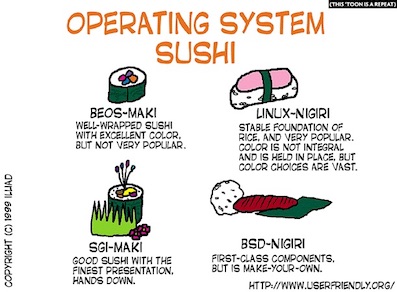 (THIS 'TOON IS A REPEAT)
OPERATING SYSTEM
SUSHI
BEOS-MAKI
WELL-WRAPPED SUSHI
WITH EXCELLENT COLOR,
BUT NOT VERY POPULAR.
LINUX-NIGIRI
STABLE FOUNDATION OF
RICE, AND VERY POPULAR.
COLOR IS NOT INTEGRAL
AND IS HELD IN PLACE, BUT
COLOR CHOICES ARE VAST.
SGI-MAKI
GOOD SUSHI WITH THE
FINEST PRESENTATION,
HANDS DOWN.
BSD-NIGIRI
FIRST-CLASS COMPONENTS,
BUT IS MAKE-YOUR-OWN.
COPYRIGHT (C) 1999 ILLIAD
HTTP://WWW.USERFRIENDLY.ORG/